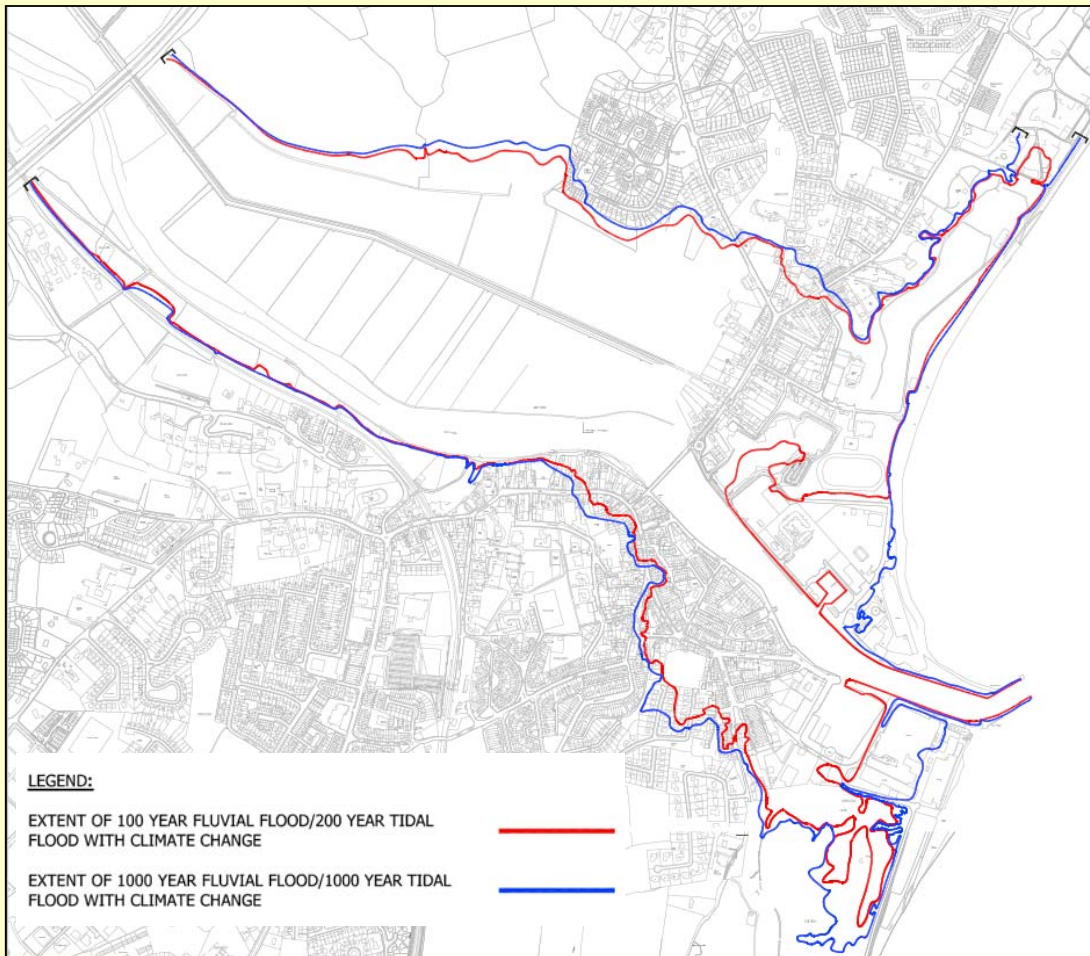 LEGEND:
EXTENT OF 100 YEAR FLUVIAL FLOOD/200 YEAR TIDAL
FLOOD WITH CLIMATE CHANGE
EXTENT OF 1000 YEAR FLUVIAL FLOOD/1000 YEAR TIDAL
FLOOD WITH CLIMATE CHANGE